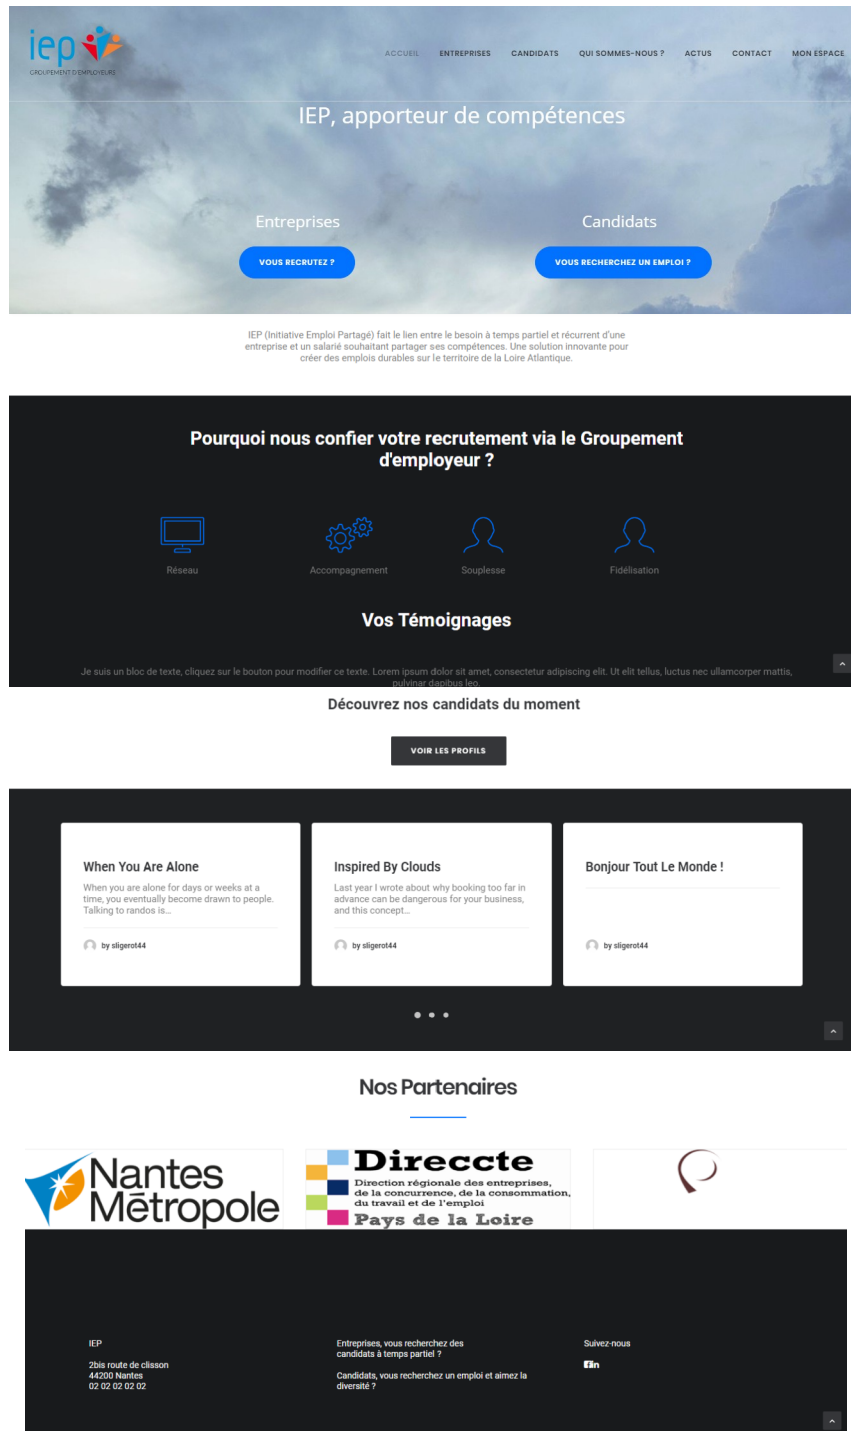 iep
GROUPEMENT D'EMPLOYEURS
ACCUEIL ENTREPRISES CANDIDATS QUI SOMMES-NOUS ? ACTUS CONTACT MON ESPACE
IEP, apporteur de compétences
Entreprises
Candidats
VOUS RECRUTEZ ?
VOUS RECHERCHEZ UN EMPLOI ?
IEP (Initiative Emploi Partagé) fait le lien entre le besoin à temps partiel et récurrent d'une
entreprise et un salarié souhaitant partager ses compétences. Une solution innovante pour
créer des emplois durables sur le territoire de la Loire Atlantique.
Pourquoi nous confier votre recrutement via le Groupement
d'employeur ?
Réseau
Accompagnement
Souplesse
Fidélisation
Vos Témoignages
Je suis un bloc de texte, cliquez sur le bouton pour modifier ce texte. Lorem ipsum dolor sit amet, consectetur adipiscing elit. Ut elit tellus, luctus nec ullamcorper mattis,
pulvinar dapibus leo.
Découvrez nos candidats du moment
VOIR LES PROFILS
When You Are Alone
When you are alone for days or weeks at a
time, you eventually become drawn to people.
Talking to randos is…
by sligerot44
Inspired By Clouds
Last year I wrote about why booking too far in
advance can be dangerous for your business,
and this concept…
by sligerot44
Bonjour Tout Le Monde !
by sligerot44
Nos Partenaires
Nantes
Métropole
Direccte
Direction régionale des entreprises,
de la concurrence, de la consommation,
du travail et de l'emploi
Pays de la Loire
IEP
2bis route de clisson
44200 Nantes
02 02 02 02 02
Entreprises, vous recherchez des
candidats à temps partiel ?
Candidats, vous recherchez un emploi et aimez la
diversité ?
Suivez-nous